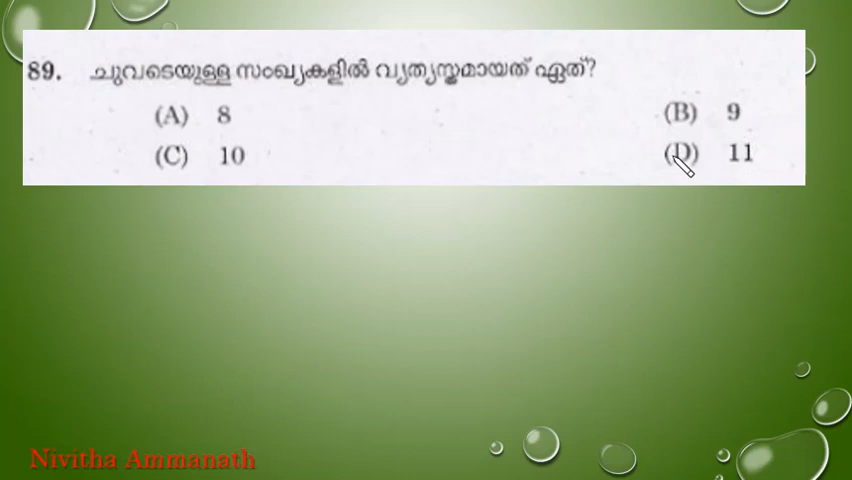 89. ചുവടെയുള്ള സംഖ്യകളിൽ വ്യത്യസ്തമായത് ഏത്?
(A) 8 (B) 9
(C) 10 (D) 11
Nivitha Ammanath